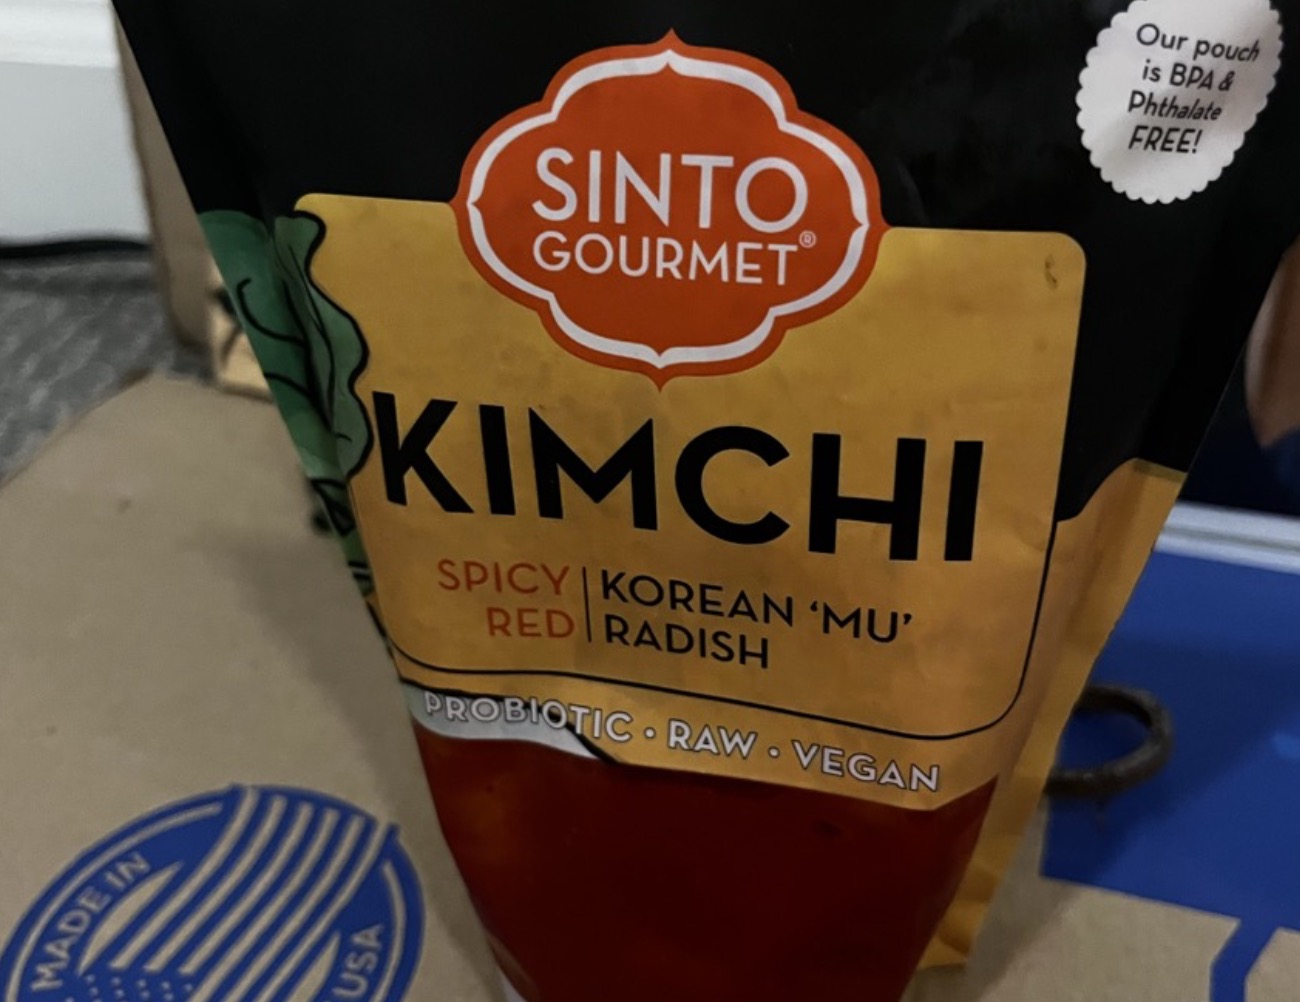 Our pouch
is BPA &
Phthalate
FREE!
SINTO
GOURMET®
KIMCHI
SPICY
RED
KOREAN ‘MU’
RADISH
PROBIOTIC • RAW • VEGAN
MADE IN
USA